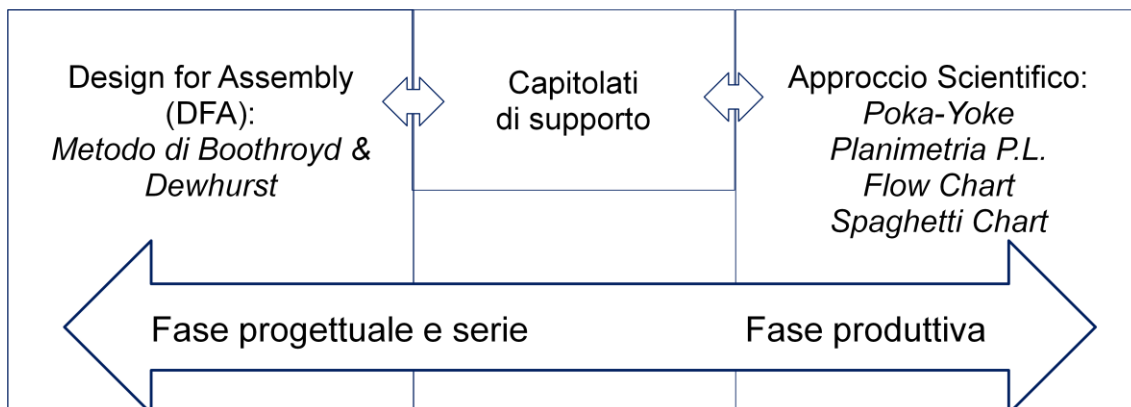 Design for Assembly
(DFA):
Metodo di Boothroyd &
Dewhurst
Capitolati
di supporto
Approccio Scientifico:
Poka-Yoke
Planimetria P.L.
Flow Chart
Spaghetti Chart
Fase progettuale e serie
Fase produttiva